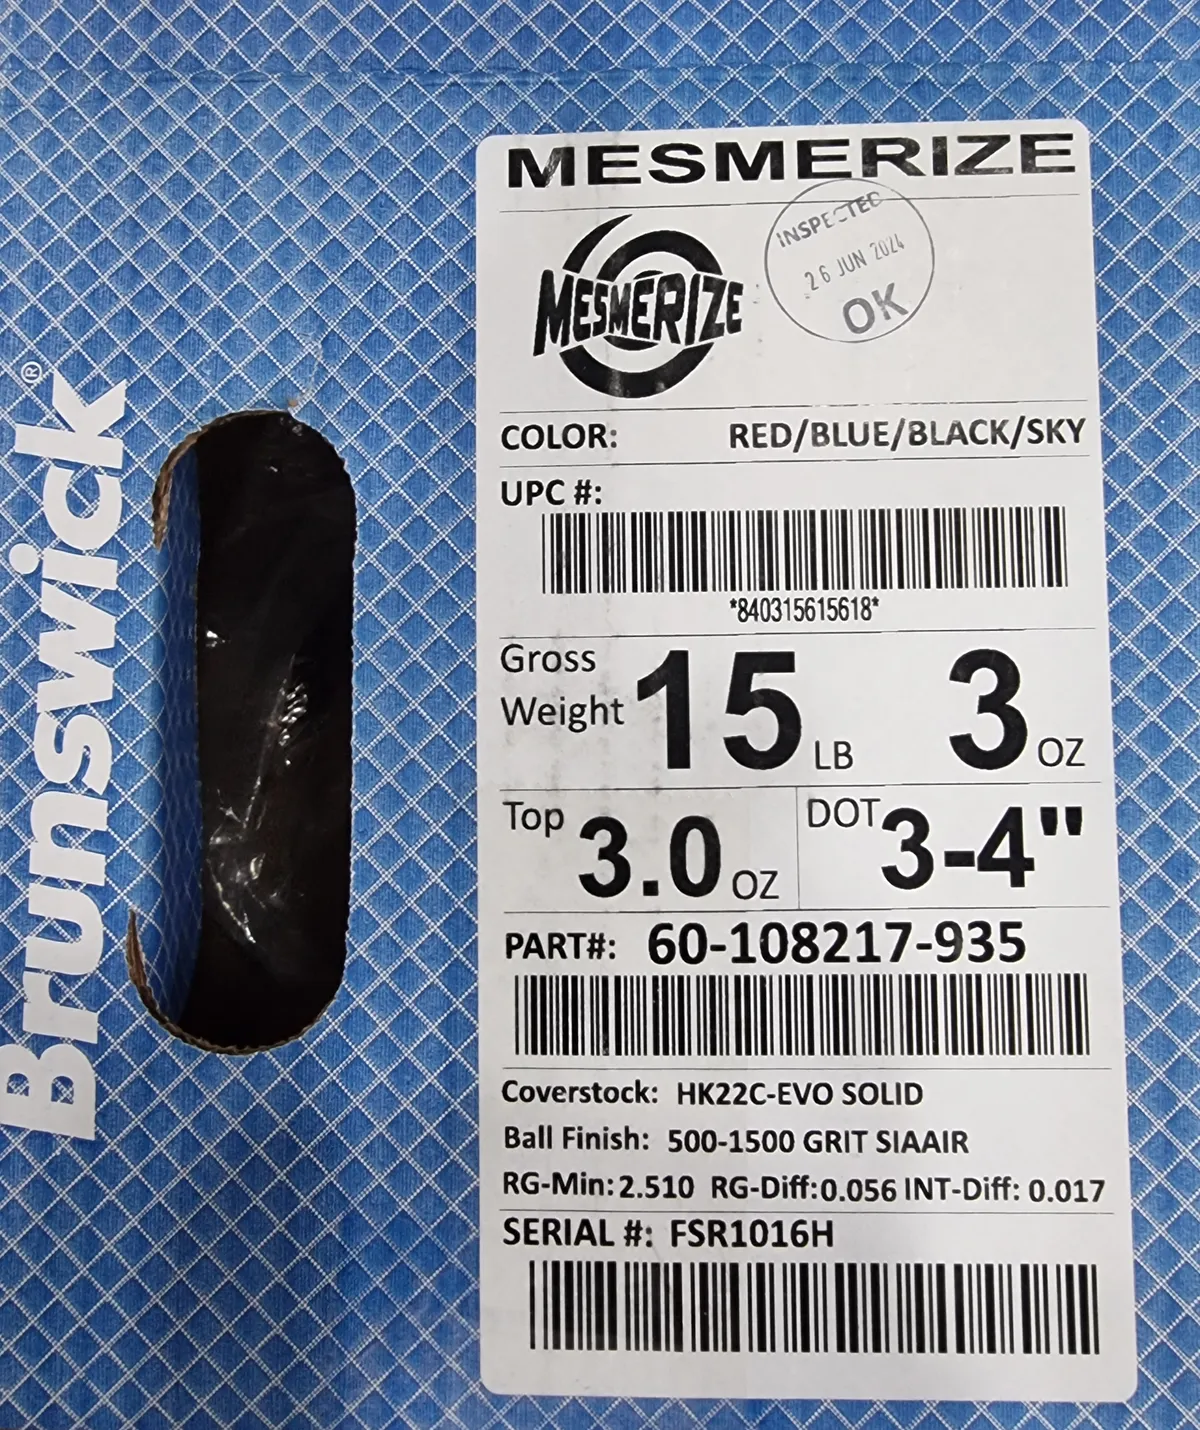 Brunswick®
MESMERIZE
MESMERIZE
INSPECTED
26 JUN 2024
OK
COLOR: RED/BLUE/BLACK/SKY
UPC #:
*840315615618*
Gross Weight 15 LB 3 OZ
Top 3.0 OZ DOT 3-4"
PART#: 60-108217-935
Coverstock: HK22C-EVO SOLID
Ball Finish: 500-1500 GRIT SIAAIR
RG-Min: 2.510 RG-Diff: 0.056 INT-Diff: 0.017
SERIAL #: FSR1016H